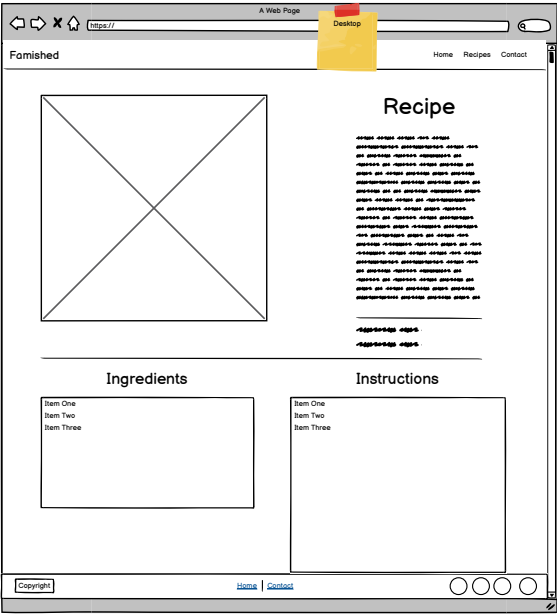 A Web Page
https://
Desktop
Famished
Home Recipes Contact
Recipe
Ingredients
Item One
Item Two
Item Three
Instructions
Item One
Item Two
Item Three
Copyright
Home Contact